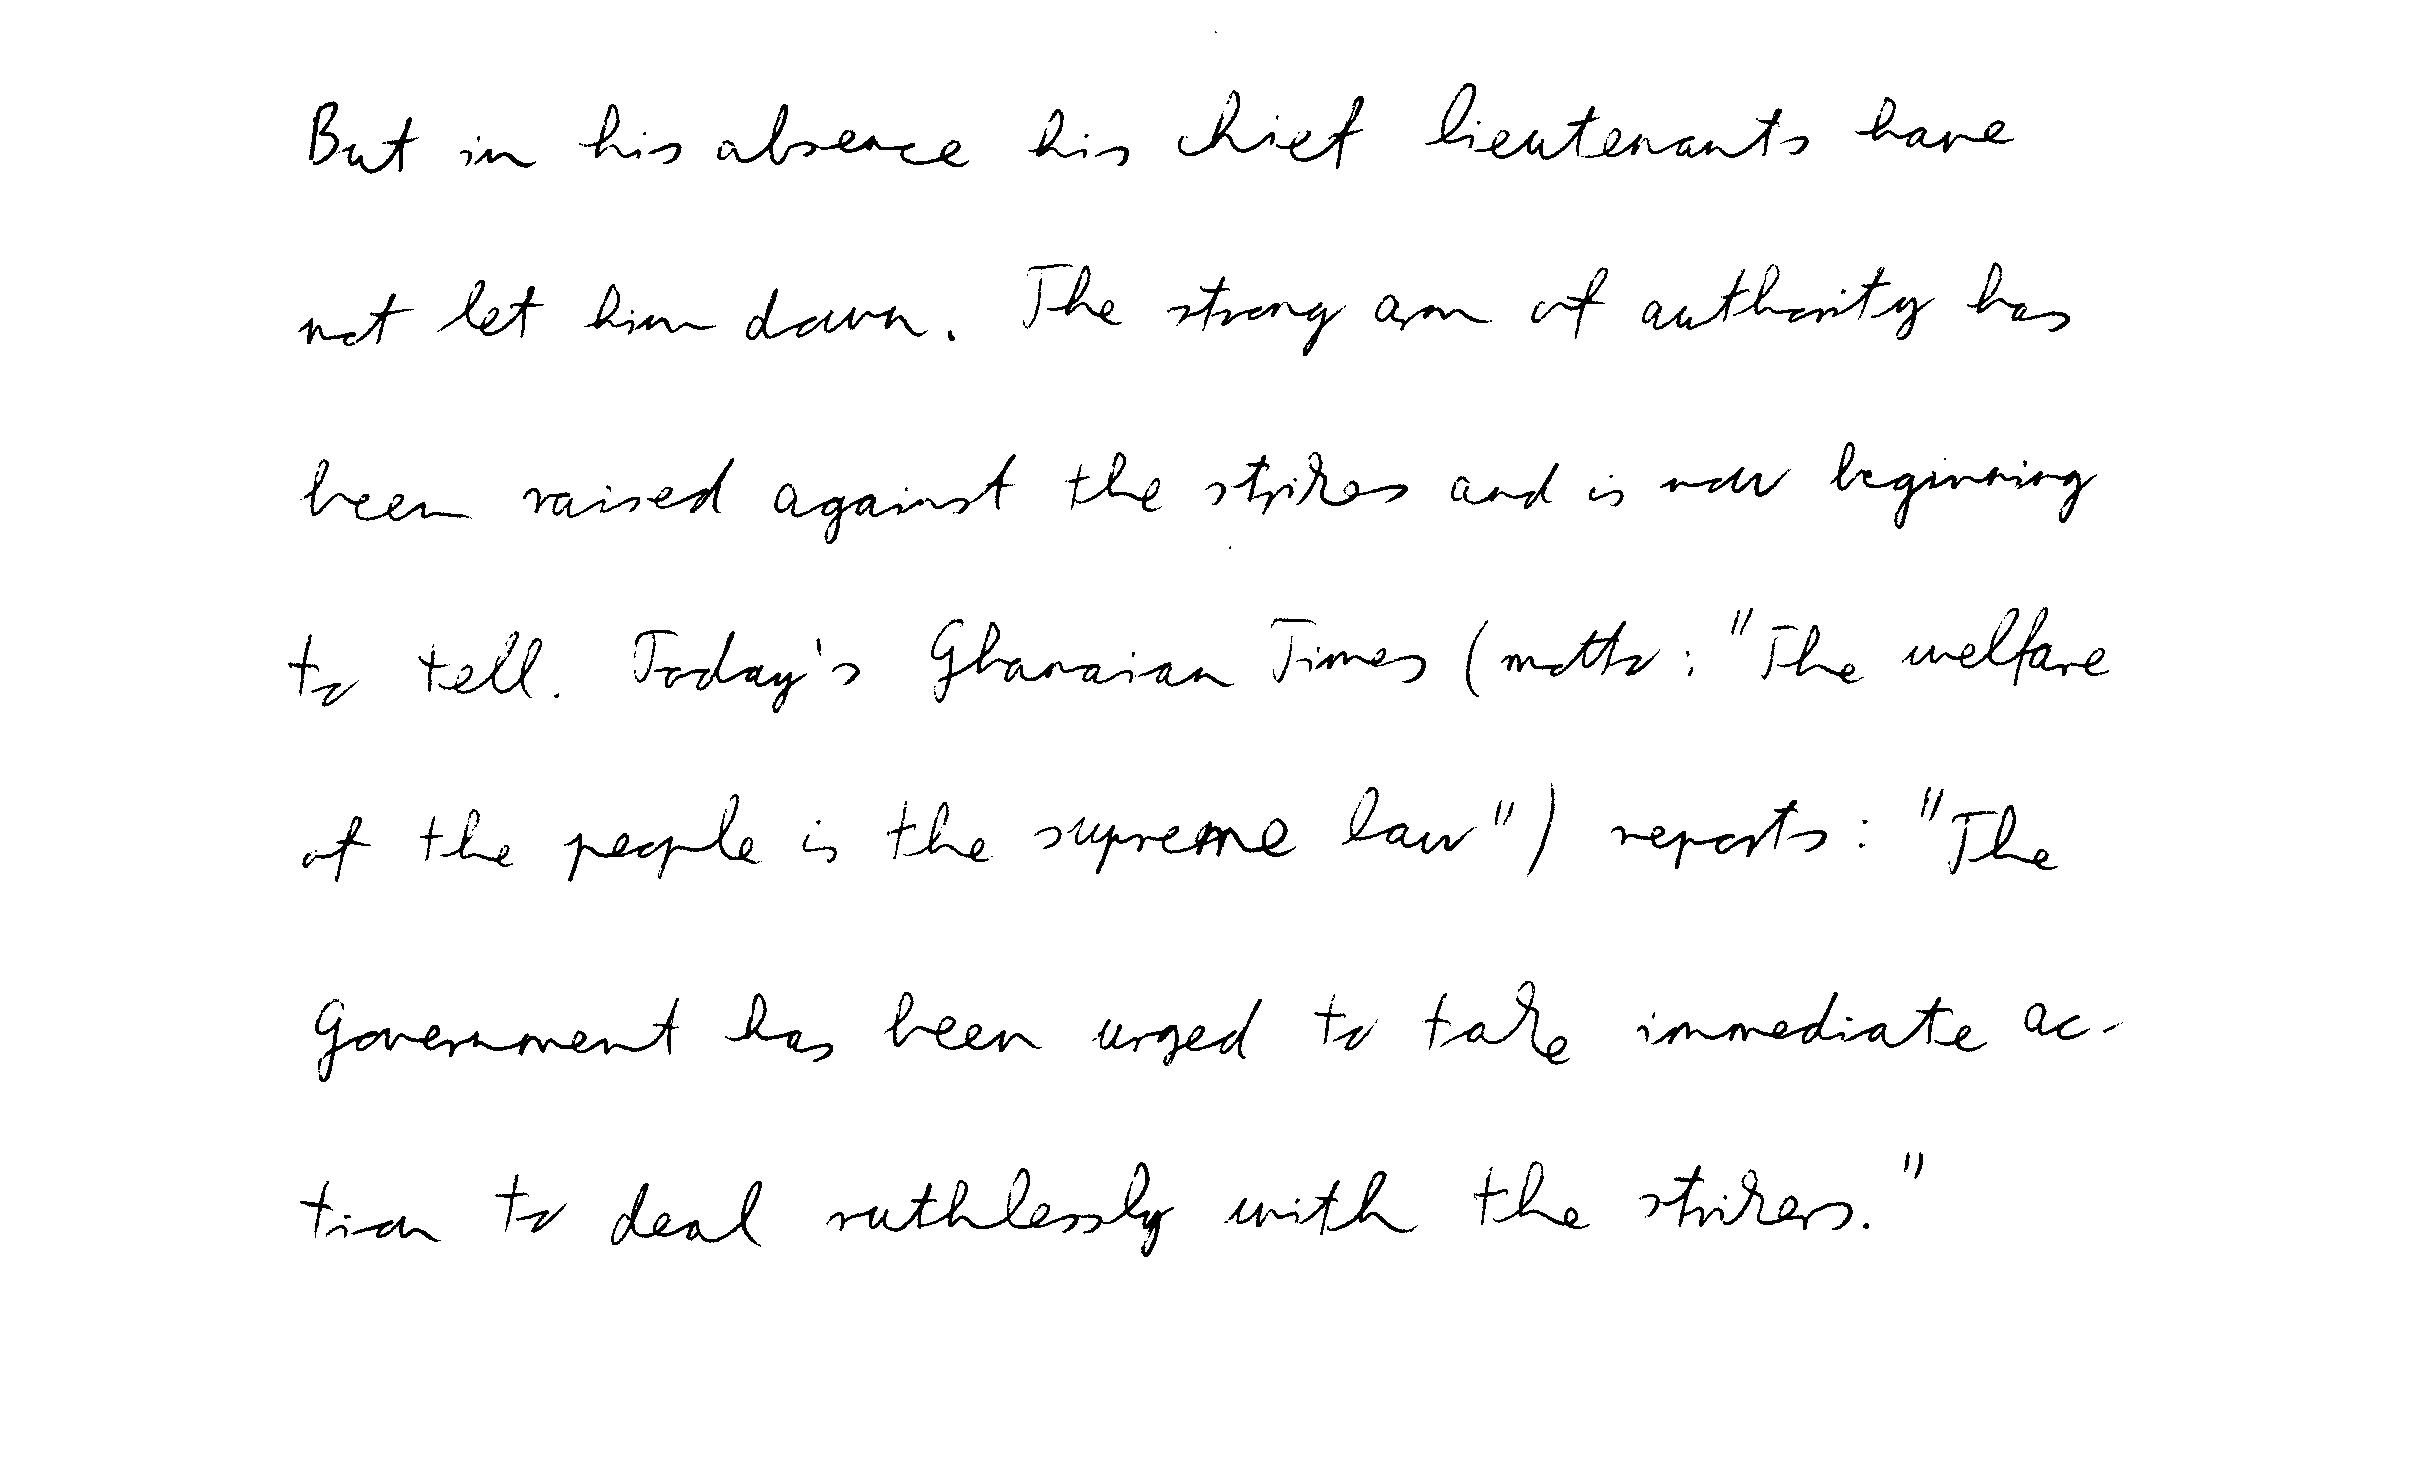 But in his absence his chief lieutenants have
not let him down. The strong arm of authority has
been raised against the strikes and is now beginning
to tell. Today's Ghanaian Times (motto: "The welfare
of the people is the supreme law") reports: "The
Government has been urged to take immediate ac-
tion to deal ruthlessly with the strikers."